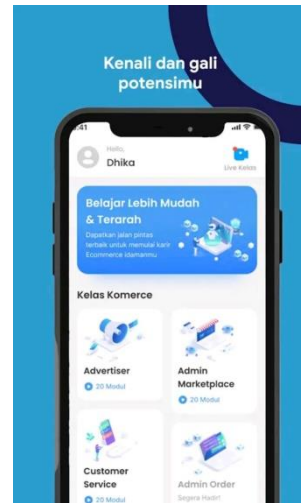 Kenali dan gali
potensimu
:41
Hello,
Dhika
Live Kelas
Belajar Lebih Mudah
& Terarah
Dapatkan jalan pintas
terbaik untuk memulai karir
Ecommerce idamanmu
Kelas Komerce
Advertiser
20 Modul
Admin
Marketplace
20 Modul
Customer
Service
20 Modul
Admin Order
Segera Hadir!